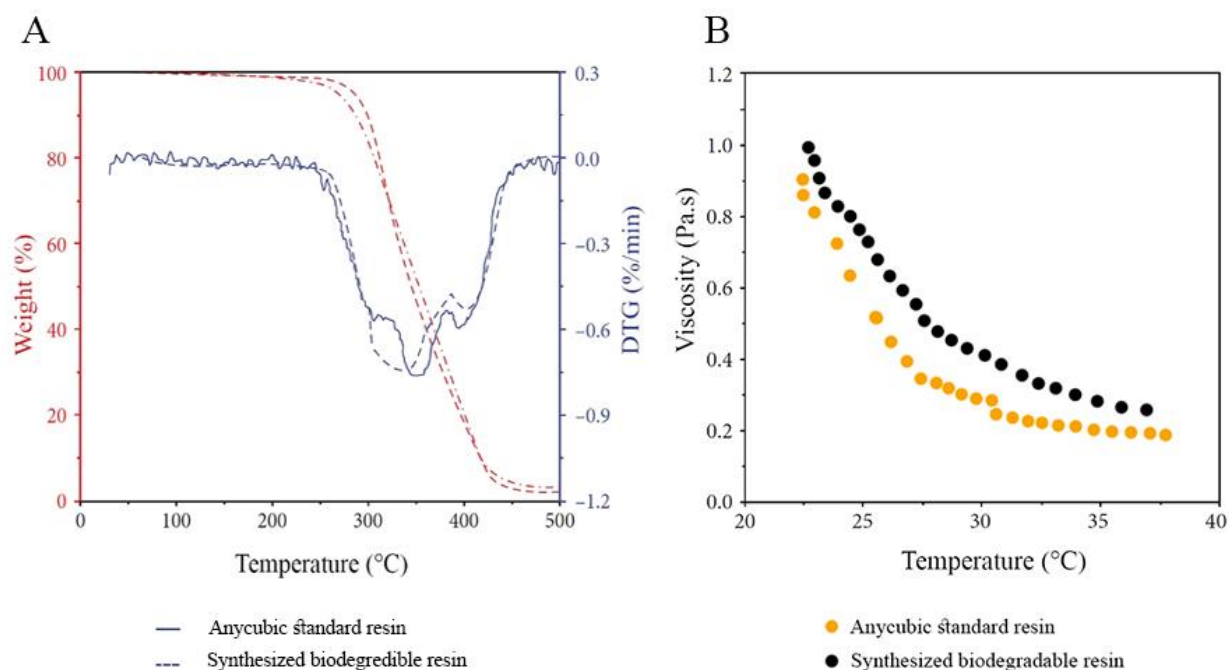 A
B
100
80
60
40
20
0
Weight (%)
0.3
0.0
−0.3
−0.6
−0.9
−1.2
DTG (%/min)
0 100 200 300 400 500
Temperature (°C)
Anycubic standard resin
Synthesized biodegredible resin
1.2
1.0
0.8
0.6
0.4
0.2
0.0
Viscosity (Pa.s)
20 25 30 35 40
Temperature (°C)
Anycubic standard resin
Synthesized biodegradable resin